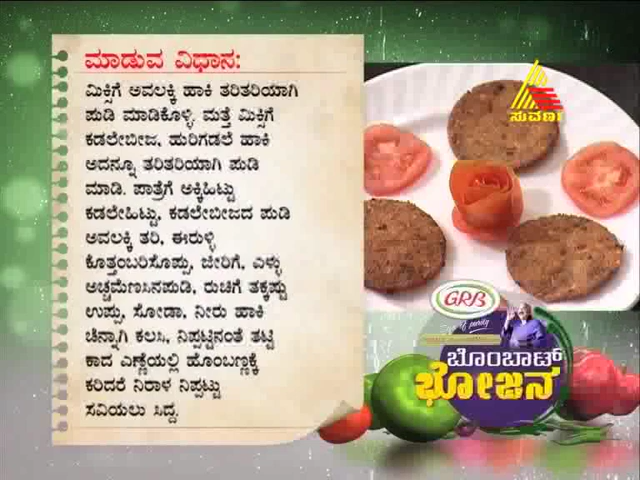 ಮಾಡುವ ವಿಧಾನ:
ಮಿಕ್ಸಿಗೆ ಅವಲಕ್ಕಿ ಹಾಕಿ ತರಿತರಿಯಾಗಿ
ಪುಡಿ ಮಾಡಿಕೊಳ್ಳಿ. ಮತ್ತೆ ಮಿಕ್ಸಿಗೆ
ಕಡಲೇಬೀಜ, ಹುರಿಗಡಲೆ ಹಾಕಿ
ಅದನ್ನೂ ತರಿತರಿಯಾಗಿ ಪುಡಿ
ಮಾಡಿ. ಪಾತ್ರೆಗೆ ಅಕ್ಕಿಹಿಟ್ಟು
ಕಡಲೇಹಿಟ್ಟು, ಕಡಲೇಬೀಜದ ಪುಡಿ
ಅವಲಕ್ಕಿ ತರಿ, ಈರುಳ್ಳಿ
ಕೊತ್ತಂಬರಿಸೊಪ್ಪು, ಜೀರಿಗೆ, ಎಳ್ಳು
ಅಚ್ಚಮೆಣಸಿನಪುಡಿ, ರುಚಿಗೆ ತಕ್ಕಷ್ಟು
ಉಪ್ಪು, ಸೋಡಾ, ನೀರು ಹಾಕಿ
ಚೆನ್ನಾಗಿ ಕಲಸಿ, ನಿಪ್ಪಟ್ಟಿನಂತೆ ತಟ್ಟಿ
ಕಾದ ಎಣ್ಣೆಯಲ್ಲಿ ಹೊಂಬಣ್ಣಕ್ಕೆ
ಕರಿದರೆ ನಿರಾಳ ನಿಪ್ಪಟ್ಟು
ಸವಿಯಲು ಸಿದ್ದ.
ಸುವರ್ಣ
GRB
purity
ಬೊಂಬಾಟ್
ಭೋಜನ